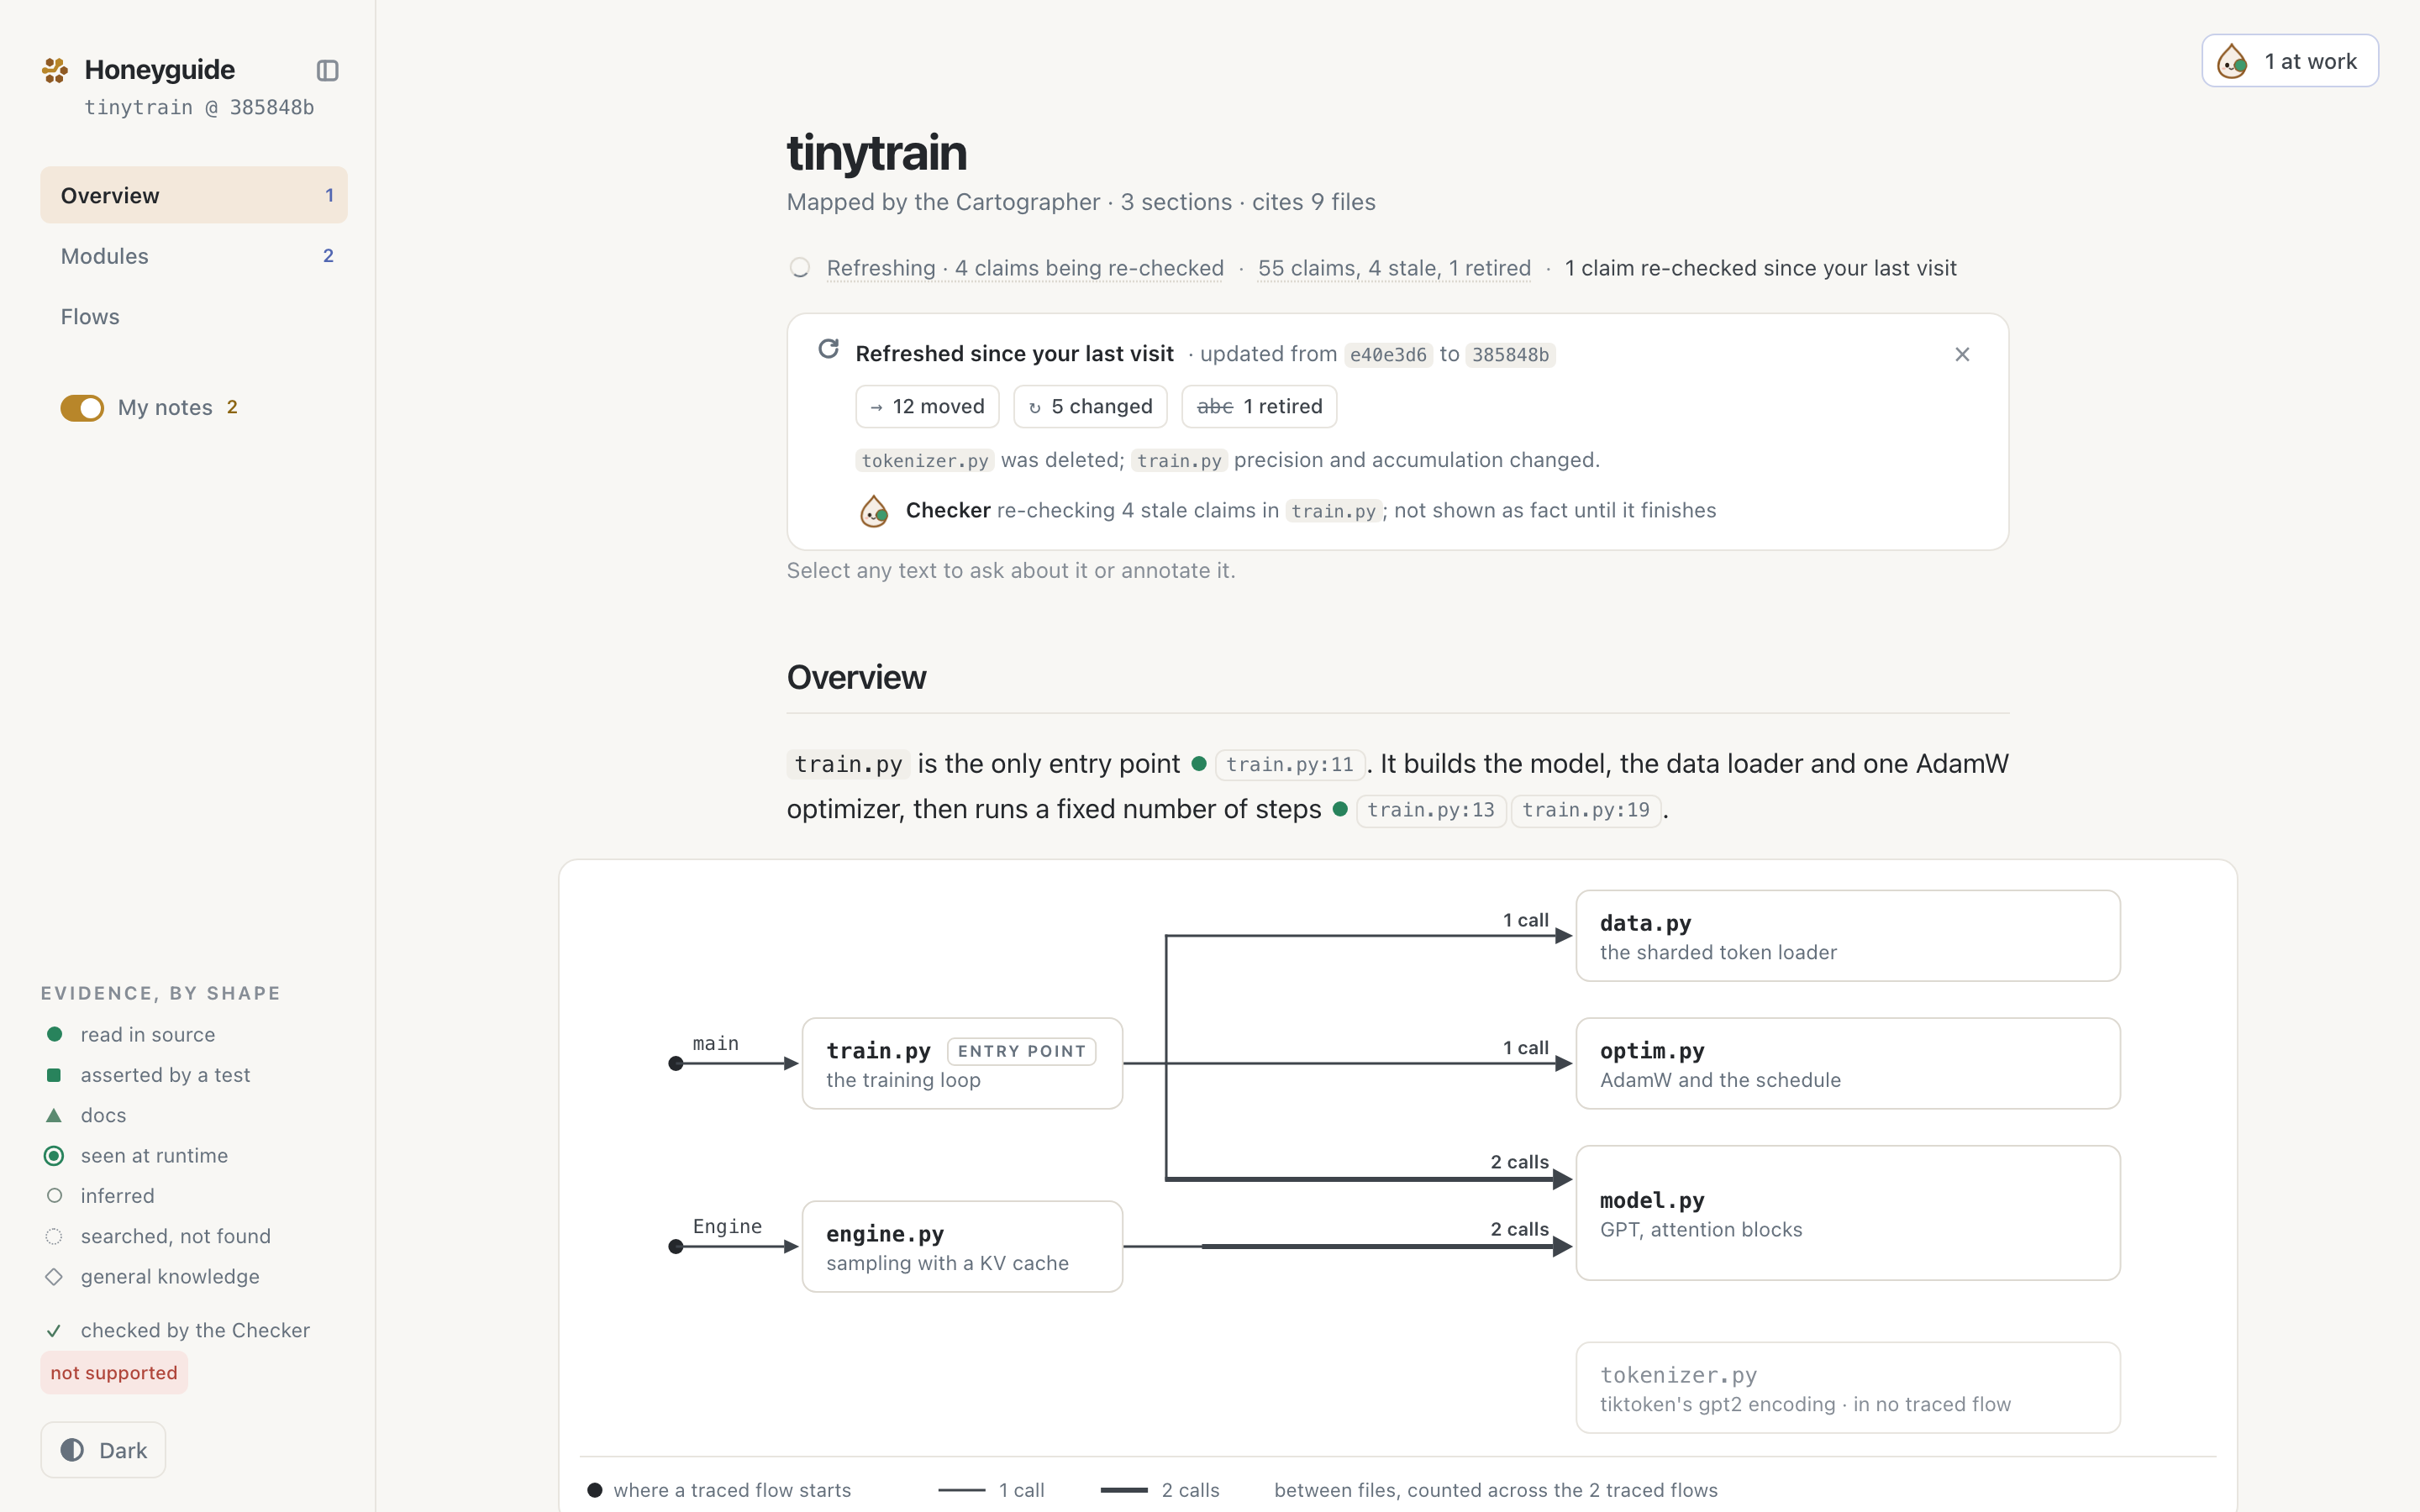 Honeyguide
tinytrain @ 385848b
Overview 1
Modules 2
Flows
My notes 2
EVIDENCE, BY SHAPE
read in source
asserted by a test
docs
seen at runtime
inferred
searched, not found
general knowledge
checked by the Checker
not supported
Dark
1 at work
tinytrain
Mapped by the Cartographer · 3 sections · cites 9 files
Refreshing · 4 claims being re-checked · 55 claims, 4 stale, 1 retired · 1 claim re-checked since your last visit
Refreshed since your last visit · updated from e40e3d6 to 385848b
→ 12 moved ↻ 5 changed abc 1 retired
tokenizer.py was deleted; train.py precision and accumulation changed.
Checker re-checking 4 stale claims in train.py; not shown as fact until it finishes
Select any text to ask about it or annotate it.
Overview
train.py is the only entry point train.py:11. It builds the model, the data loader and one AdamW
optimizer, then runs a fixed number of steps train.py:13 train.py:19.
1 call
data.py
the sharded token loader
main
train.py ENTRY POINT
the training loop
1 call
optim.py
AdamW and the schedule
2 calls
model.py
GPT, attention blocks
Engine
engine.py
sampling with a KV cache
2 calls
tokenizer.py
tiktoken's gpt2 encoding · in no traced flow
where a traced flow starts 1 call 2 calls between files, counted across the 2 traced flows